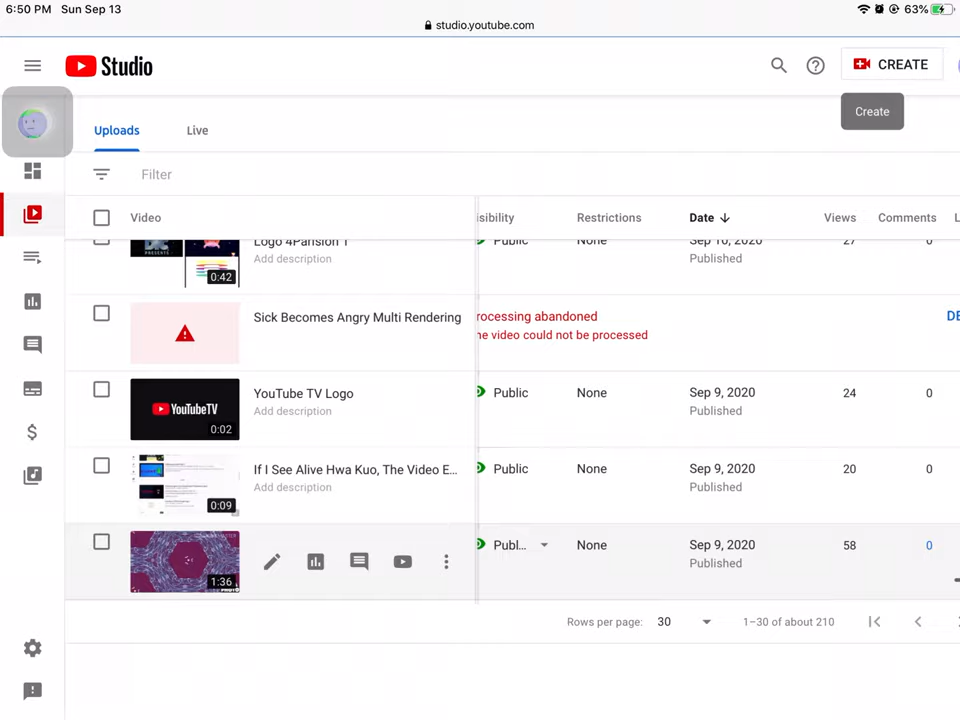 6:50 PM Sun Sep 13
63%
studio.youtube.com
Studio
CREATE
Create
Uploads
Live
Filter
Video
isibility
Restrictions
Date
Views
Comments
L
Logo 4Parision 1
Public
None
Sep 10, 2020
27
0
PRESENTE
0:42
Add description
Published
Sick Becomes Angry Multi Rendering
rocessing abandoned
he video could not be processed
DE
YouTube TV Logo
Public
None
Sep 9, 2020
24
0
YouTubeTV
0:02
Add description
Published
If I See Alive Hwa Kuo, The Video E...
Public
None
Sep 9, 2020
20
0
0:09
Add description
Published
Publ...
None
Sep 9, 2020
58
0
1:36
Published
Rows per page:
30
1–30 of about 210